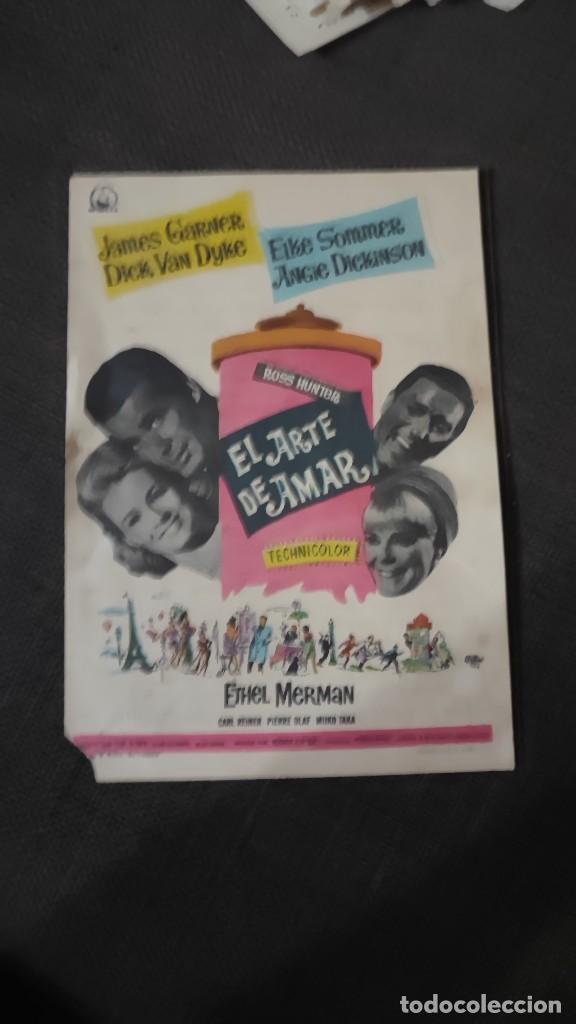 James Garner
Dick Van Dyke
Elke Sommer
Angie Dickinson
ROSS HUNTER
EL ARTE
DE AMAR
TECHNICOLOR
ETHEL MERMAN
CARL REINER PIERRE OLAF MIIKO TAKA
todocoleccion